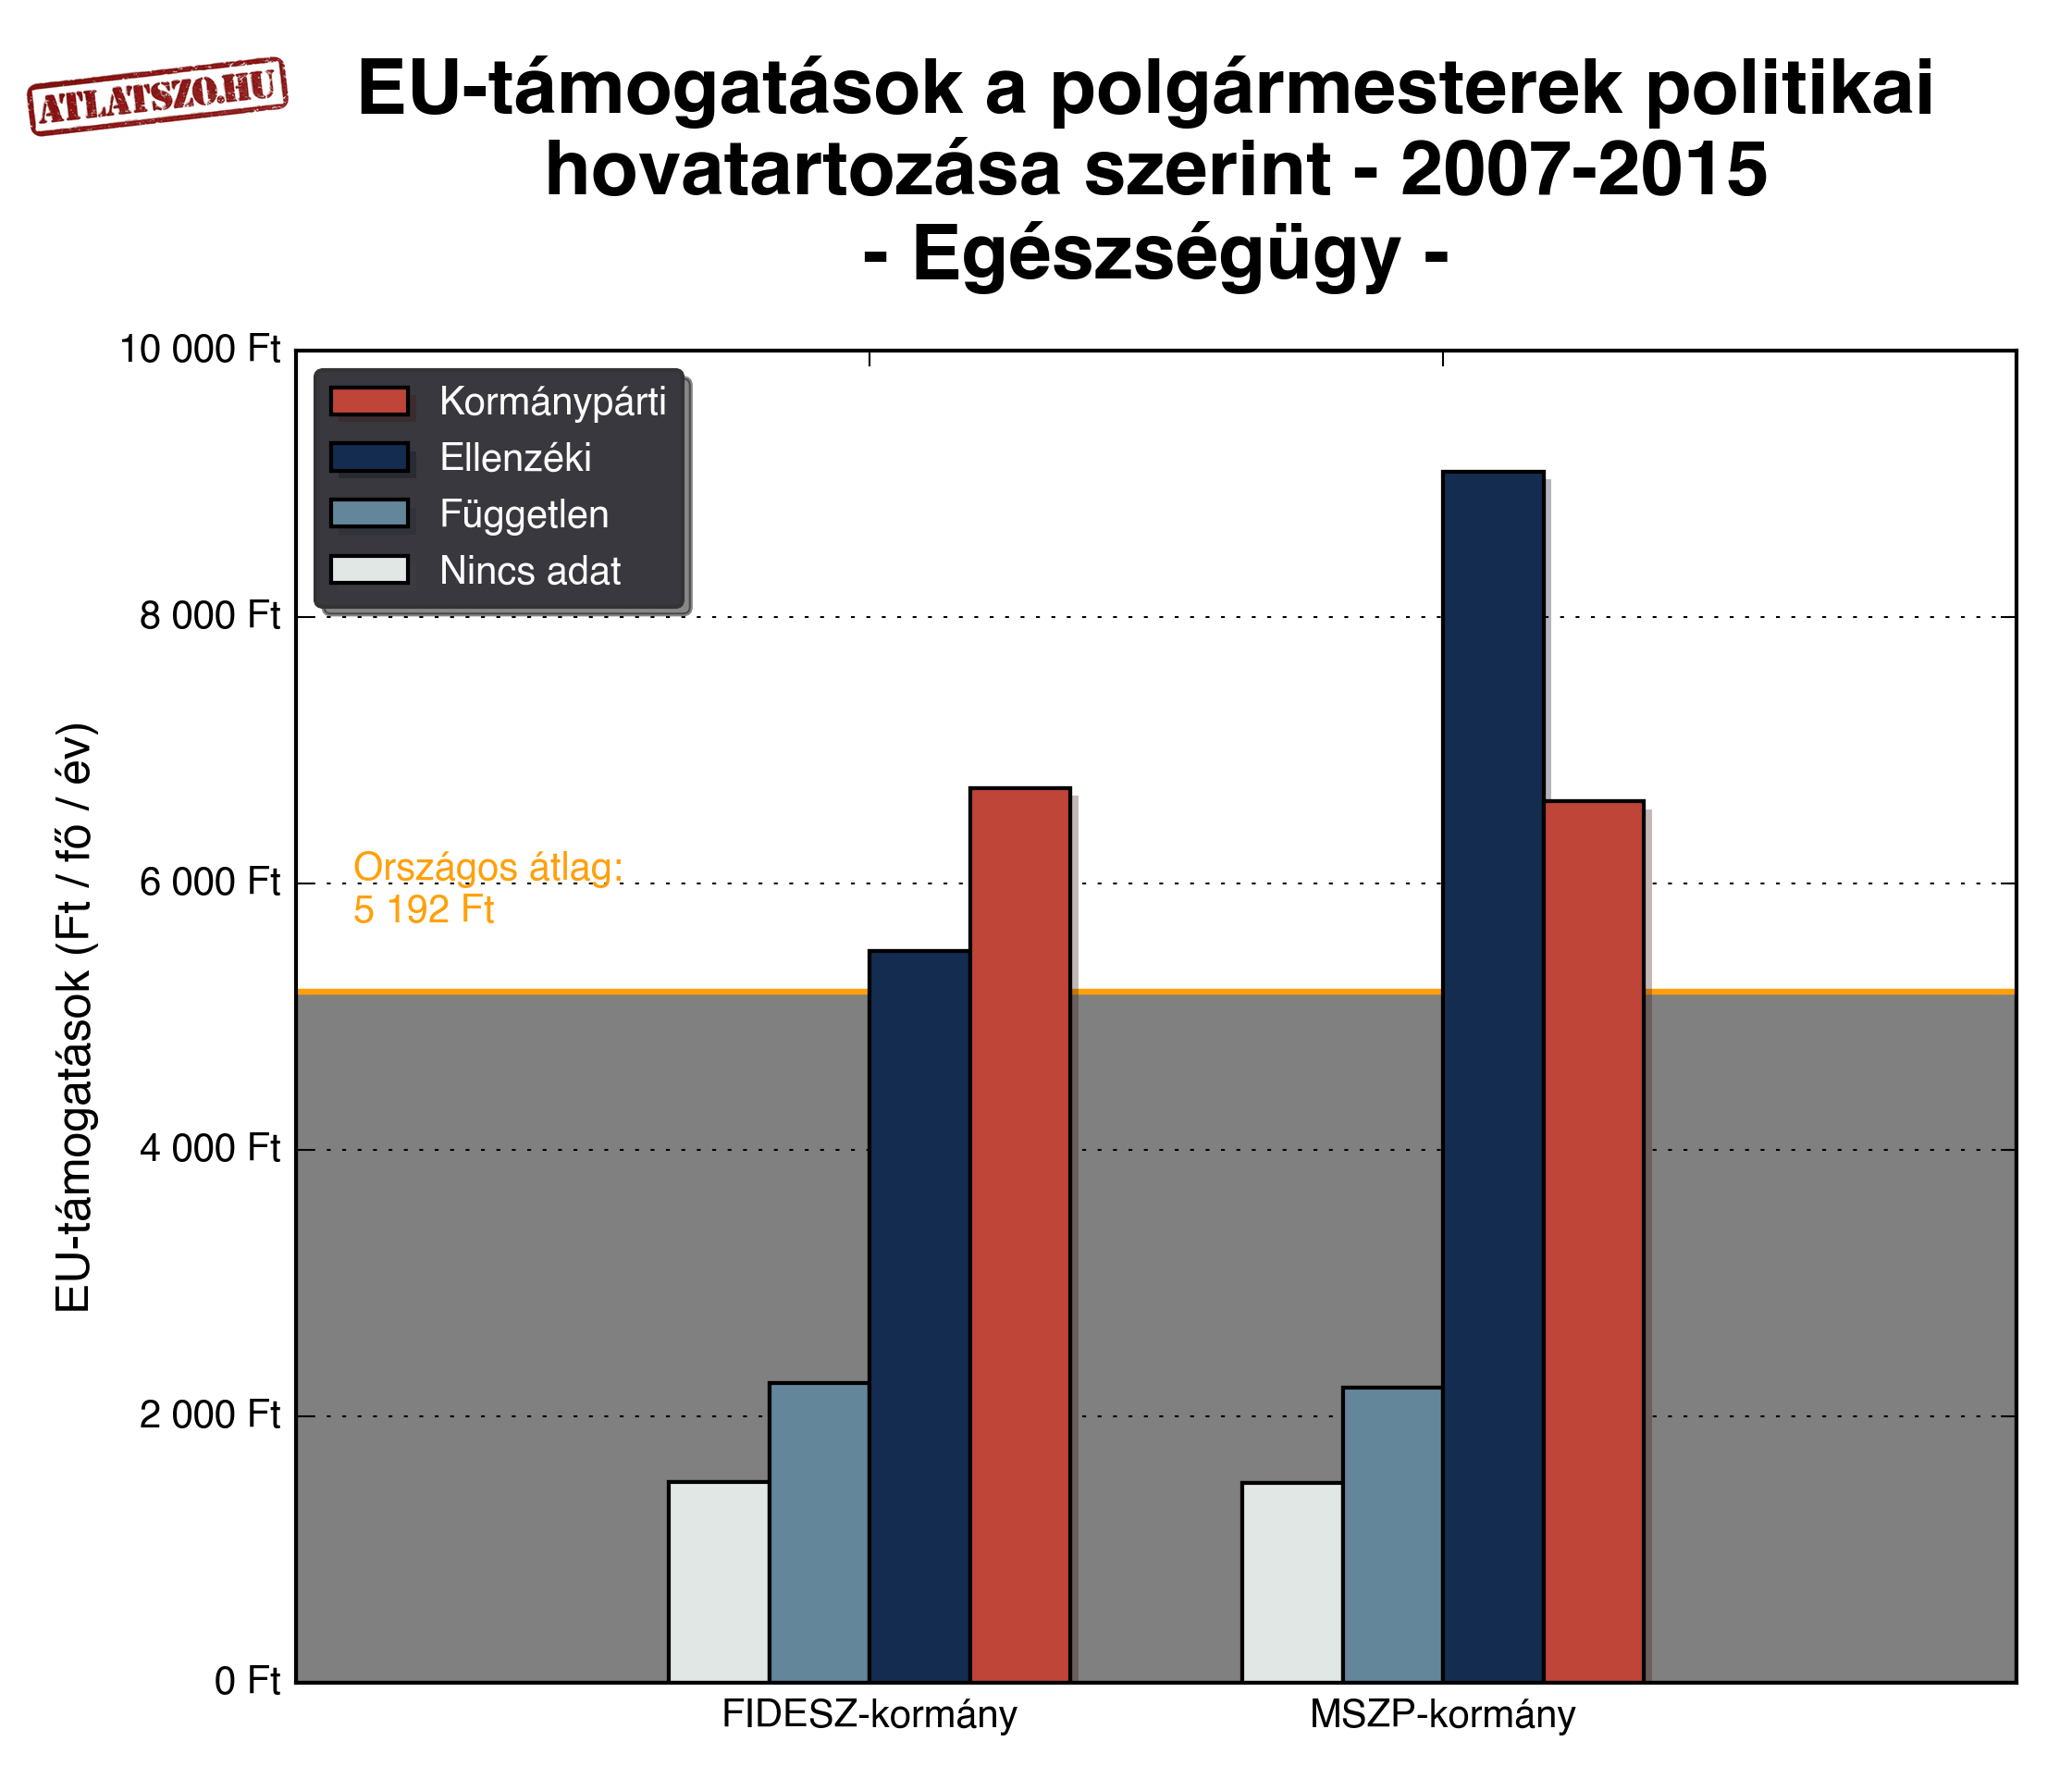 ATLATSZO.HU
EU-támogatások a polgármesterek politikai
hovatartozása szerint - 2007-2015
- Egészségügy -
EU-támogatások (Ft / fő / év)
10 000 Ft
8 000 Ft
6 000 Ft
4 000 Ft
2 000 Ft
0 Ft
Kormánypárti
Ellenzéki
Független
Nincs adat
Országos átlag:
5 192 Ft
FIDESZ-kormány
MSZP-kormány